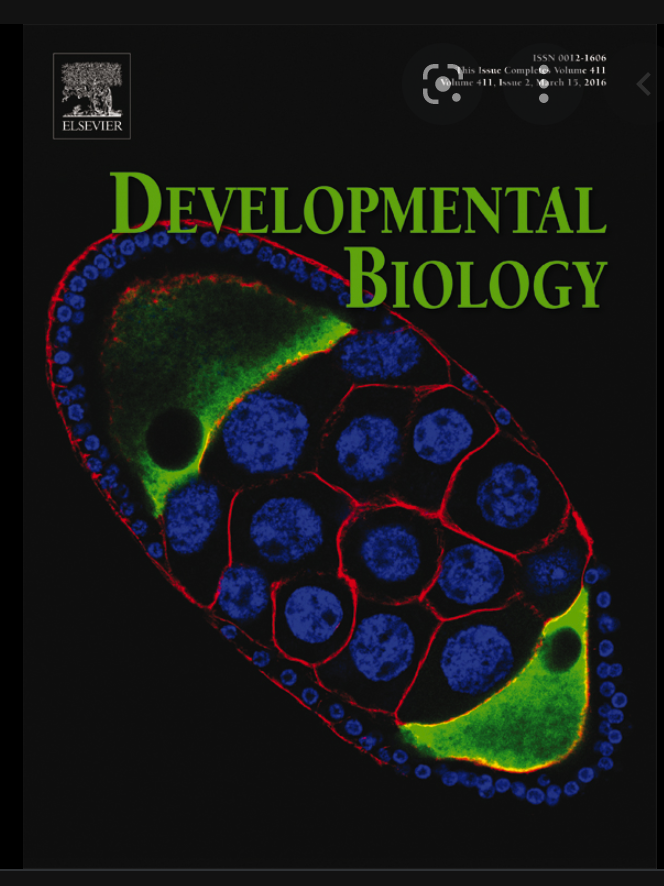 ELSEVIER
ISSN 0012-1606
This Issue Completes Volume 411
Volume 411, Issue 2, March 15, 2016
DEVELOPMENTAL
BIOLOGY